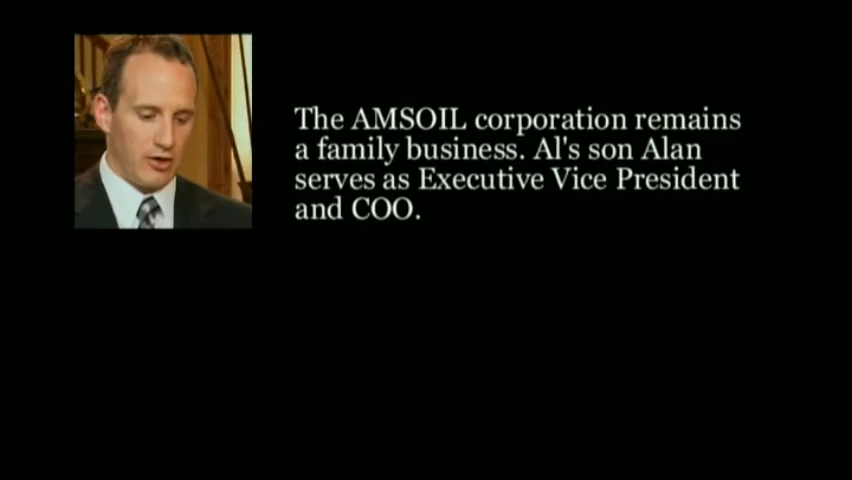 The AMSOIL corporation remains
a family business. Al's son Alan
serves as Executive Vice President
and COO.